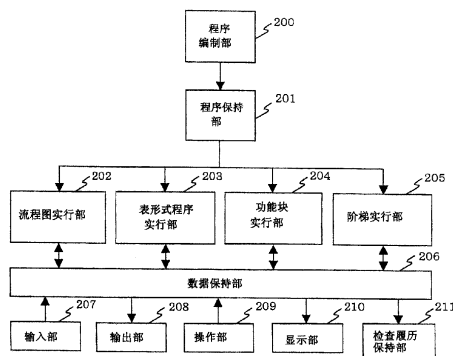 程序
编制部
200
程序保持
部
201
202
203
204
205
流程图实行部
表形式程序
实行部
功能块
实行部
阶梯实行部
206
数据保持部
207
208
209
210
211
输入部
输出部
操作部
显示部
检查履历
保持部